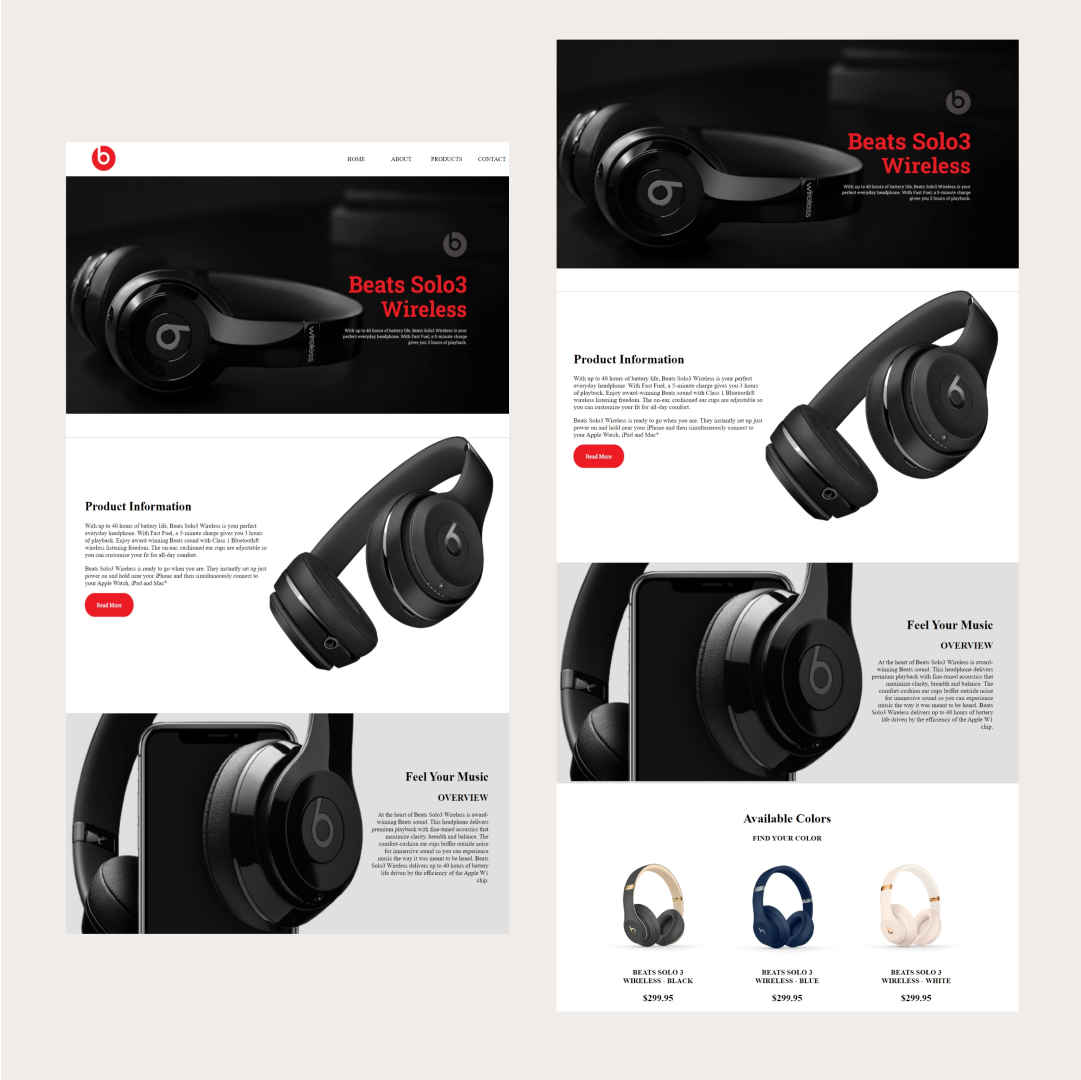 b
HOME ABOUT PRODUCTS CONTACT
b
Beats Solo3
Wireless
With up to 40 hours of battery life, Beats Solo3 Wireless is your
perfect everyday headphone. With Fast Fuel, a 5-minute charge
gives you 3 hours of playback.
b
wireless
Product Information
With up to 40 hours of battery life, Beats Solo3 Wireless is your perfect
everyday headphone. With Fast Fuel, a 5-minute charge gives you 3 hours
of playback. Enjoy award-winning Beats sound with Class 1 Bluetooth®
wireless listening freedom. The on-ear, cushioned ear cups are adjustable so
you can customize your fit for all-day comfort.
Beats Solo3 Wireless is ready to go when you are. They instantly set up just
power on and hold near your iPhone and then simultaneously connect to
your Apple Watch, iPad and Mac*
Read More
b
Feel Your Music
OVERVIEW
At the heart of Beats Solo3 Wireless is award-
winning Beats sound. This headphone delivers
premium playback with fine-tuned acoustics that
maximize clarity, breadth and balance. The
comfort-cushion ear cups buffer outside noise
for immersive sound so you can experience
music the way it was meant to be heard. Beats
Solo3 Wireless delivers up to 40 hours of battery
life driven by the efficiency of the Apple W1
chip.
b
b
Beats Solo3
Wireless
With up to 40 hours of battery life, Beats Solo3 Wireless is your
perfect everyday headphone. With Fast Fuel, a 5-minute charge
gives you 3 hours of playback.
b
wireless
Product Information
With up to 40 hours of battery life, Beats Solo3 Wireless is your perfect
everyday headphone. With Fast Fuel, a 5-minute charge gives you 3 hours
of playback. Enjoy award-winning Beats sound with Class 1 Bluetooth®
wireless listening freedom. The on-ear, cushioned ear cups are adjustable so
you can customize your fit for all-day comfort.
Beats Solo3 Wireless is ready to go when you are. They instantly set up just
power on and hold near your iPhone and then simultaneously connect to
your Apple Watch, iPad and Mac*
Read More
b
Feel Your Music
OVERVIEW
At the heart of Beats Solo3 Wireless is award-
winning Beats sound. This headphone delivers
premium playback with fine-tuned acoustics that
maximize clarity, breadth and balance. The
comfort-cushion ear cups buffer outside noise
for immersive sound so you can experience
music the way it was meant to be heard. Beats
Solo3 Wireless delivers up to 40 hours of battery
life driven by the efficiency of the Apple W1
chip.
b
Available Colors
FIND YOUR COLOR
BEATS SOLO 3
WIRELESS - BLACK
$299.95
BEATS SOLO 3
WIRELESS - BLUE
$299.95
BEATS SOLO 3
WIRELESS - WHITE
$299.95